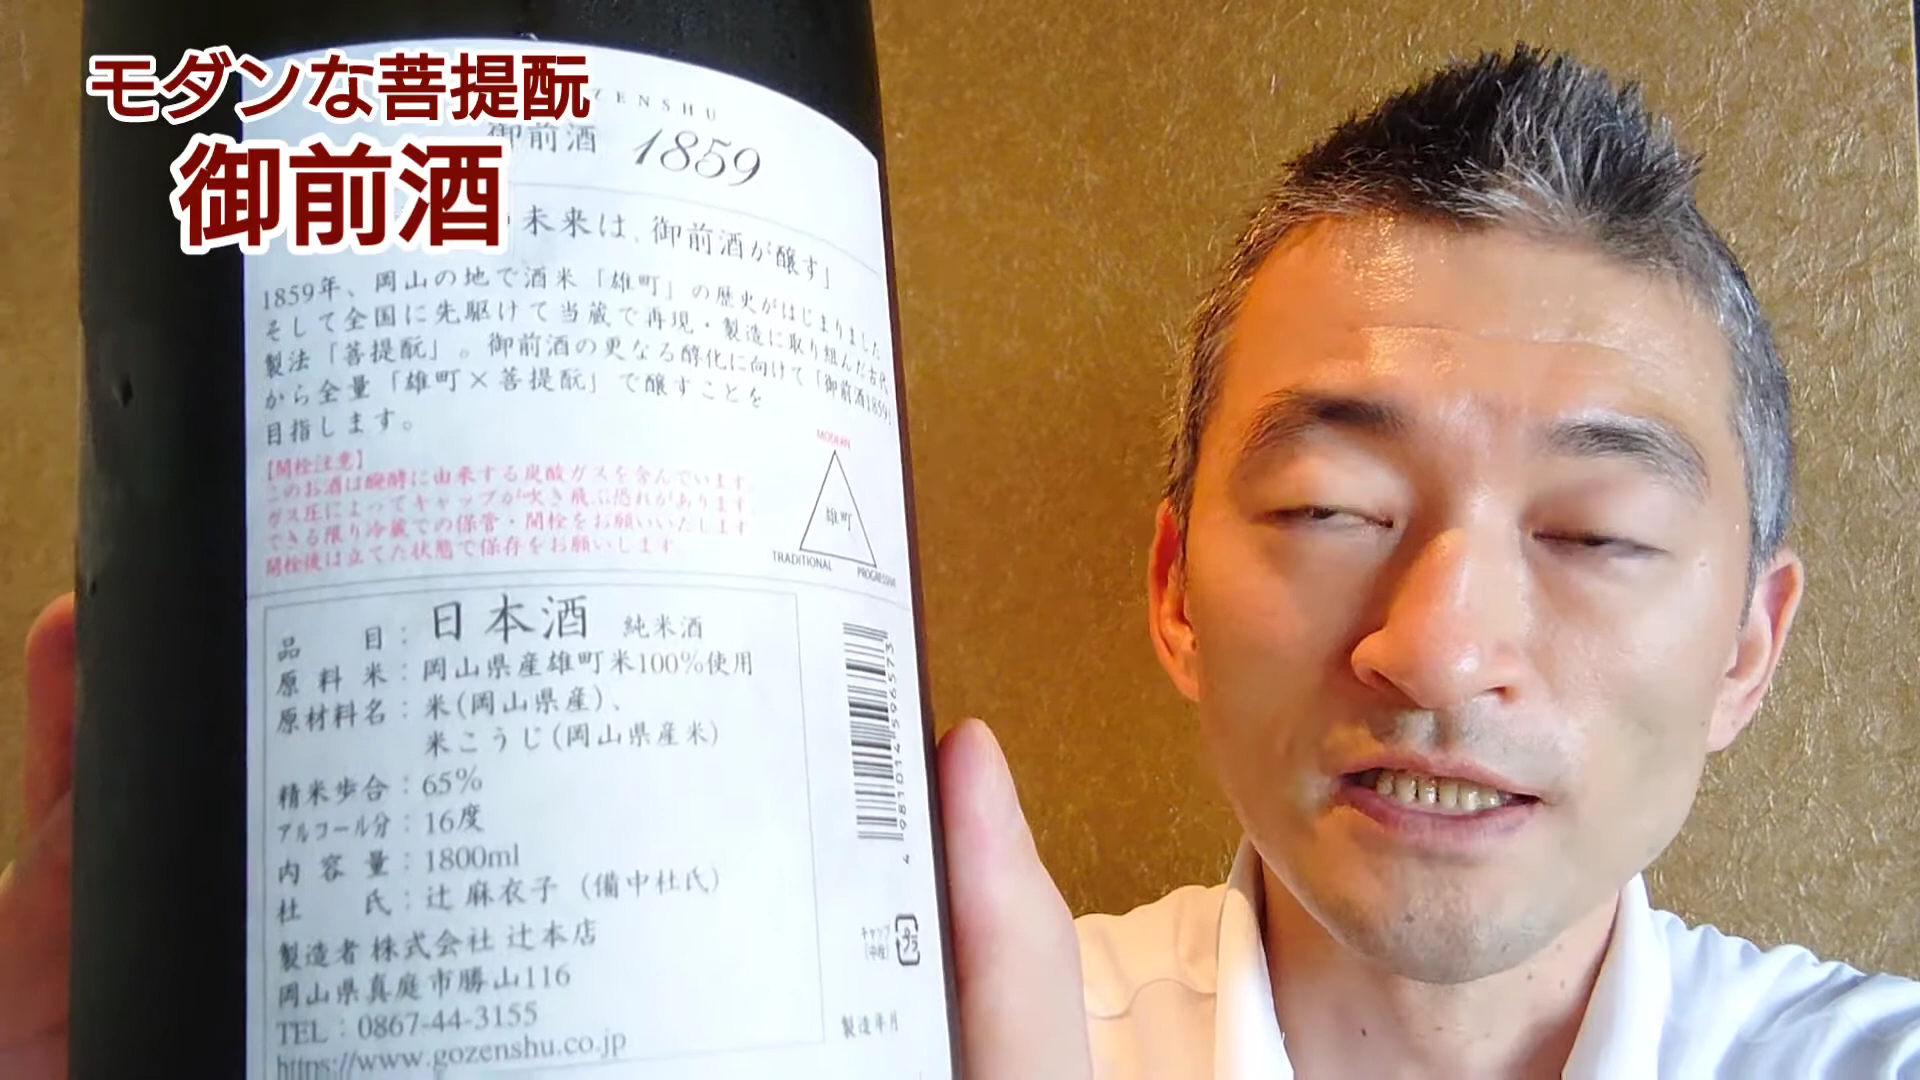 モダンな菩提酛
御前酒
ZENSHU
御前酒 1859
未来は、御前酒が醸す」
1859年、岡山の地で酒米「雄町」の歴史がはじまりました
そして全国に先駆けて当蔵で再現・製造に取り組んだ古代
製法「菩提酛」。御前酒の更なる醇化に向けて「御前酒1859」
から全量「雄町×菩提酛」で醸すことを
目指します。
【開栓注意】
このお酒は醗酵に由来する炭酸ガスを含んでいます
ガス圧によってキャップが吹き飛ぶ恐れがあります
できる限り冷蔵での保管・開栓をお願いいたします
開栓後は立てた状態で保存をお願いします
MODERN
雄町
TRADITIONAL
PROGRESSIVE
品目：日本酒 純米酒
原料米：岡山県産雄町米100%使用
原材料名：米(岡山県産)、
米こうじ(岡山県産米)
精米歩合：65%
アルコール分：16度
内容量：1800ml
杜氏：辻 麻衣子 (備中杜氏)
製造者 株式会社 辻本店
岡山県真庭市勝山116
TEL：0867-44-3155
https://www.gozenshu.co.jp
4 981014 596573
キャップ
(中栓)
プラ
製造年月